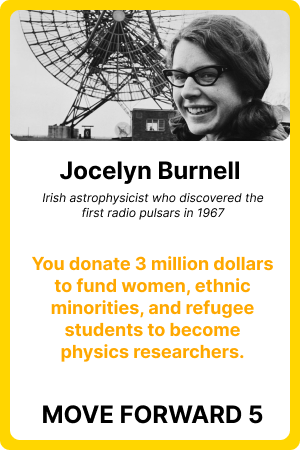 Jocelyn Burnell
Irish astrophysicist who discovered the
first radio pulsars in 1967
You donate 3 million dollars
to fund women, ethnic
minorities, and refugee
students to become
physics researchers.
MOVE FORWARD 5